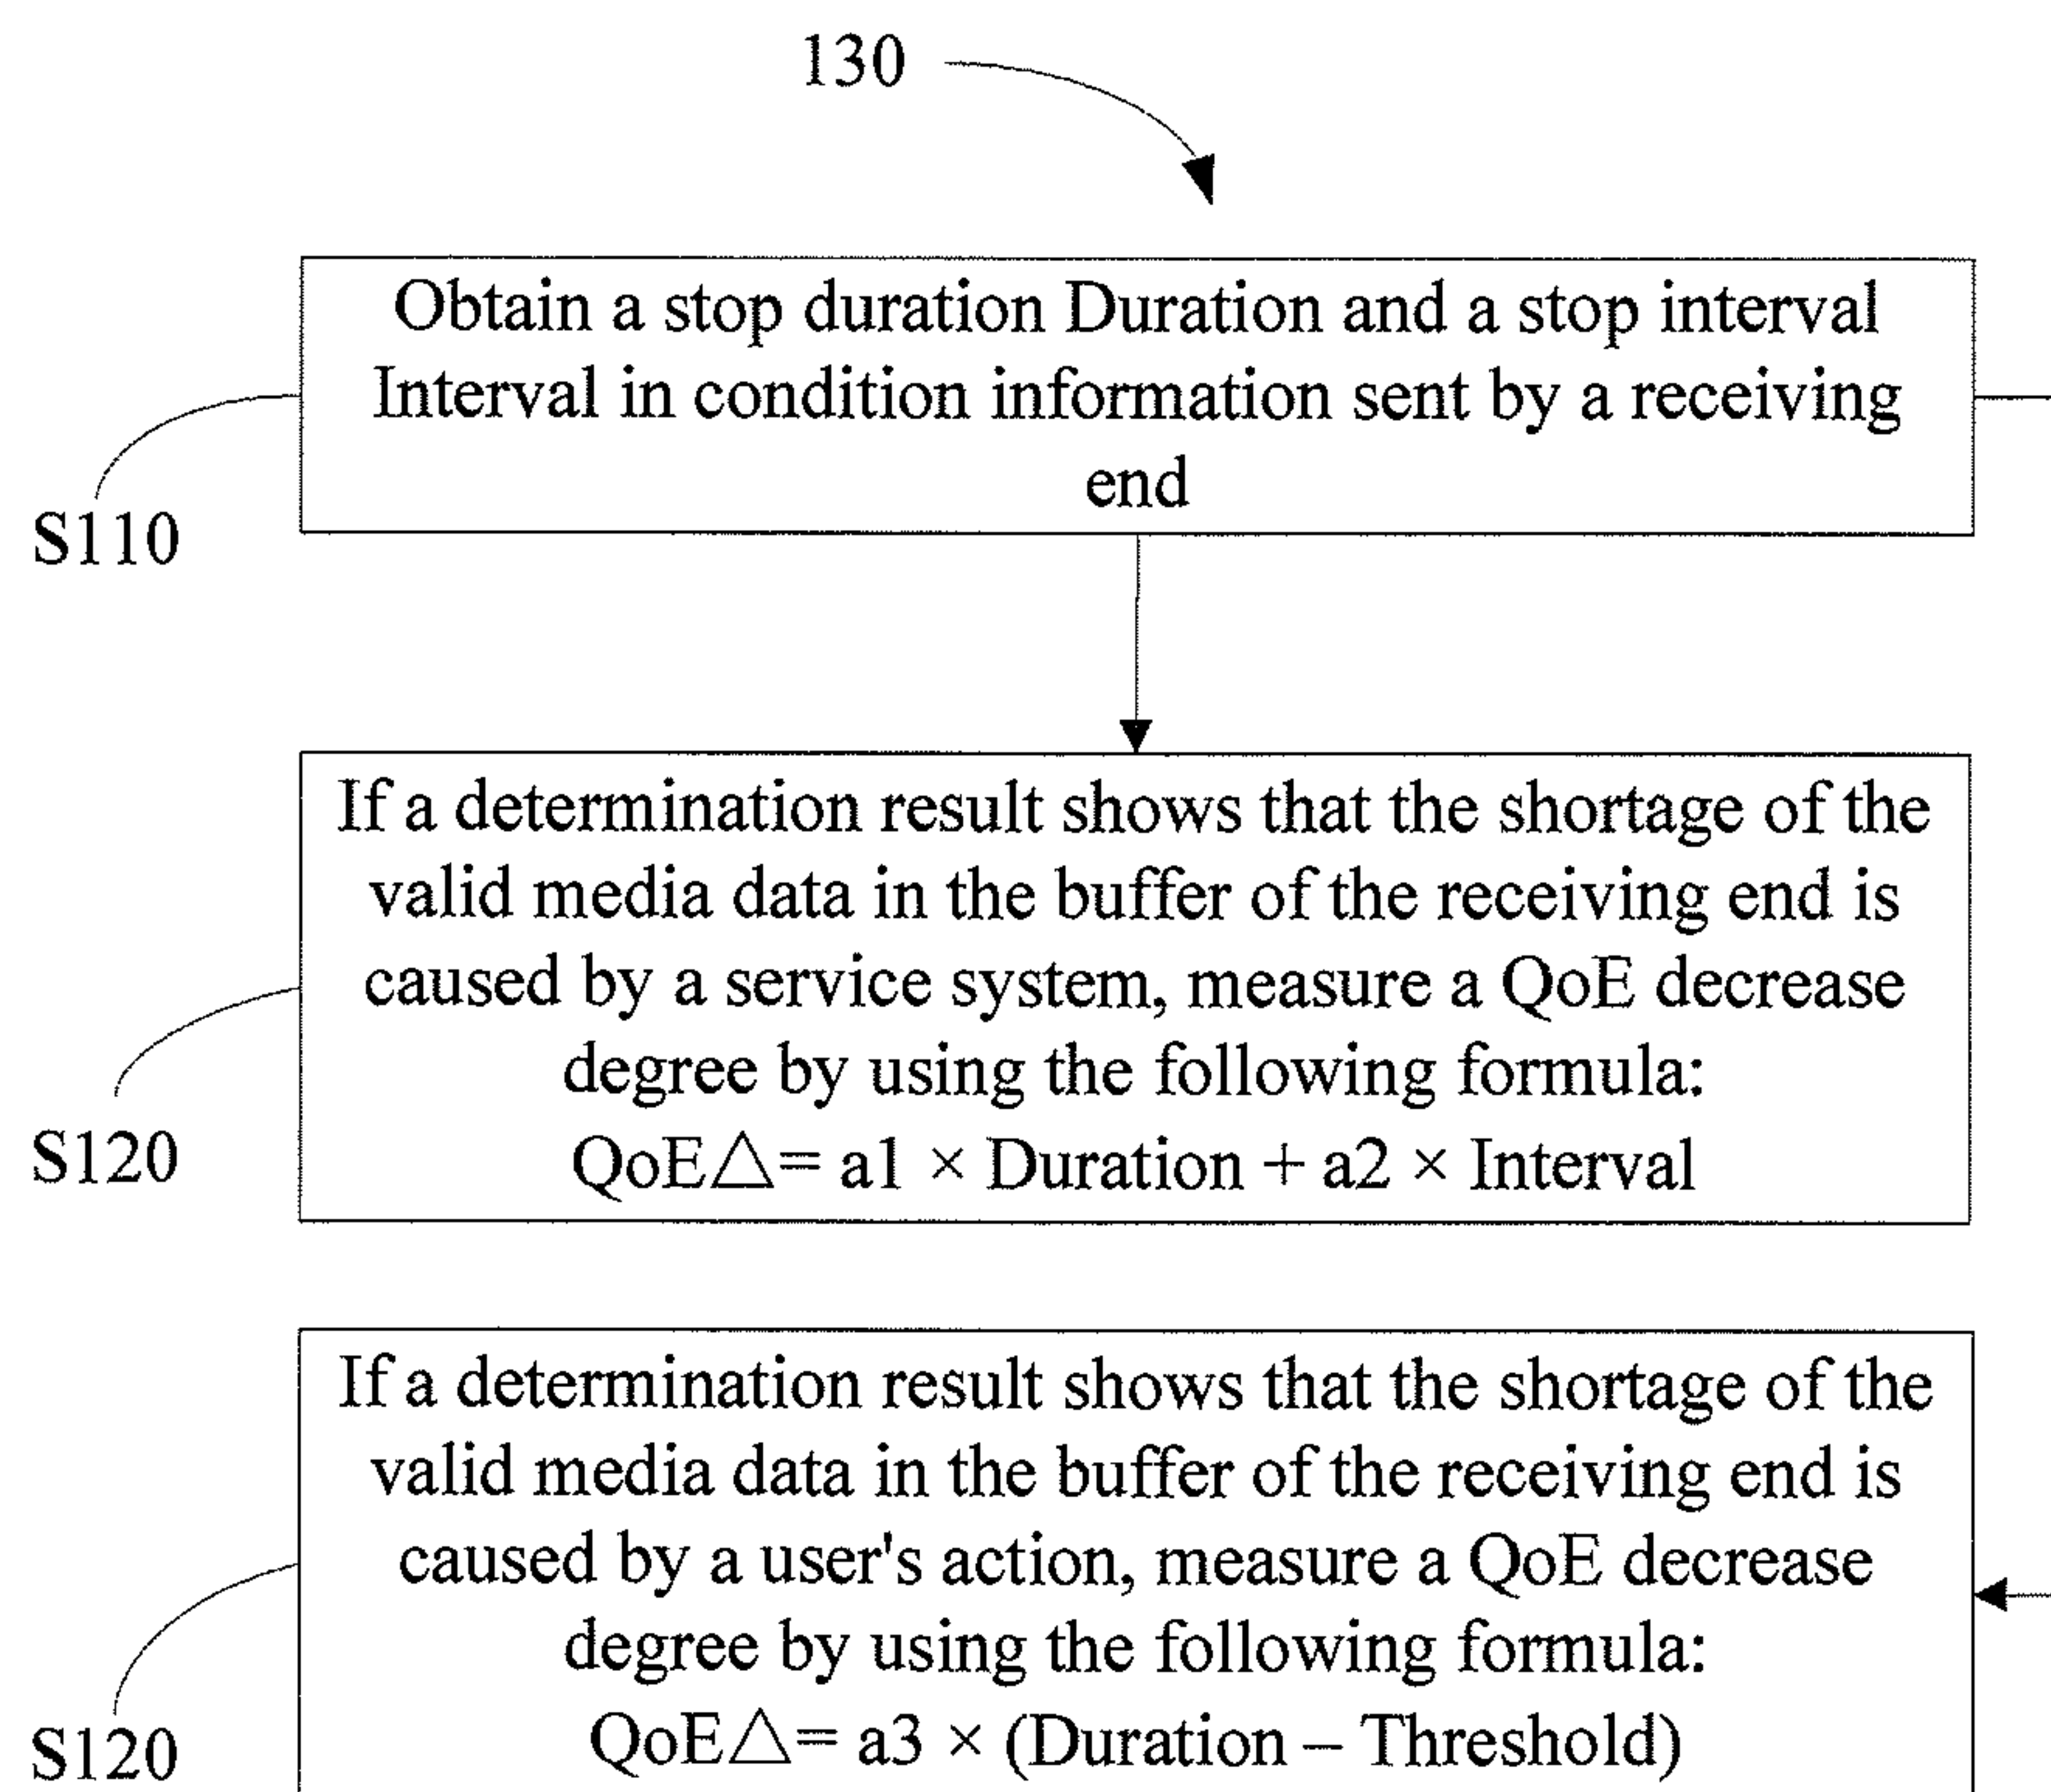 130
Obtain a stop duration Duration and a stop interval
Interval in condition information sent by a receiving
end
S110
If a determination result shows that the shortage of the
valid media data in the buffer of the receiving end is
caused by a service system, measure a QoE decrease
degree by using the following formula:
QoE△= a1 × Duration + a2 × Interval
S120
If a determination result shows that the shortage of the
valid media data in the buffer of the receiving end is
caused by a user's action, measure a QoE decrease
degree by using the following formula:
QoE△= a3 × (Duration – Threshold)
S120